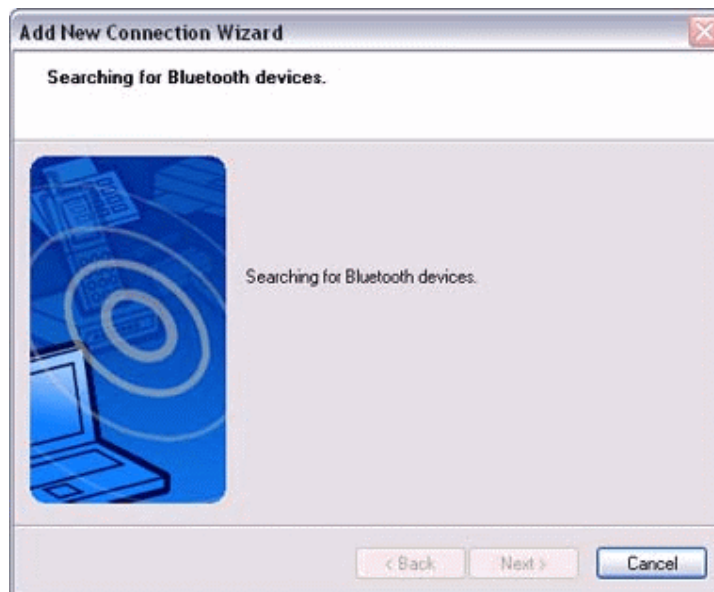 Add New Connection Wizard
Searching for Bluetooth devices.
Searching for Bluetooth devices.
< Back
Next >
Cancel